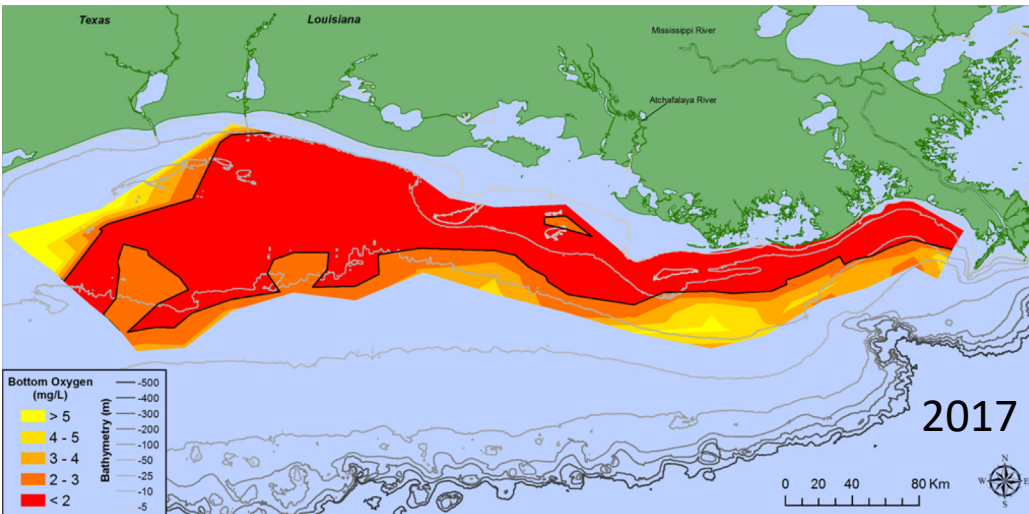 Texas
Louisiana
Mississippi River
Atchafalaya River
Bottom Oxygen
(mg/L)
> 5
4 - 5
3 - 4
2 - 3
< 2
Bathymetry (m)
-500
-400
-300
-200
-100
-50
-25
-10
-5
2017
N
W E
S
0 20 40 80 Km